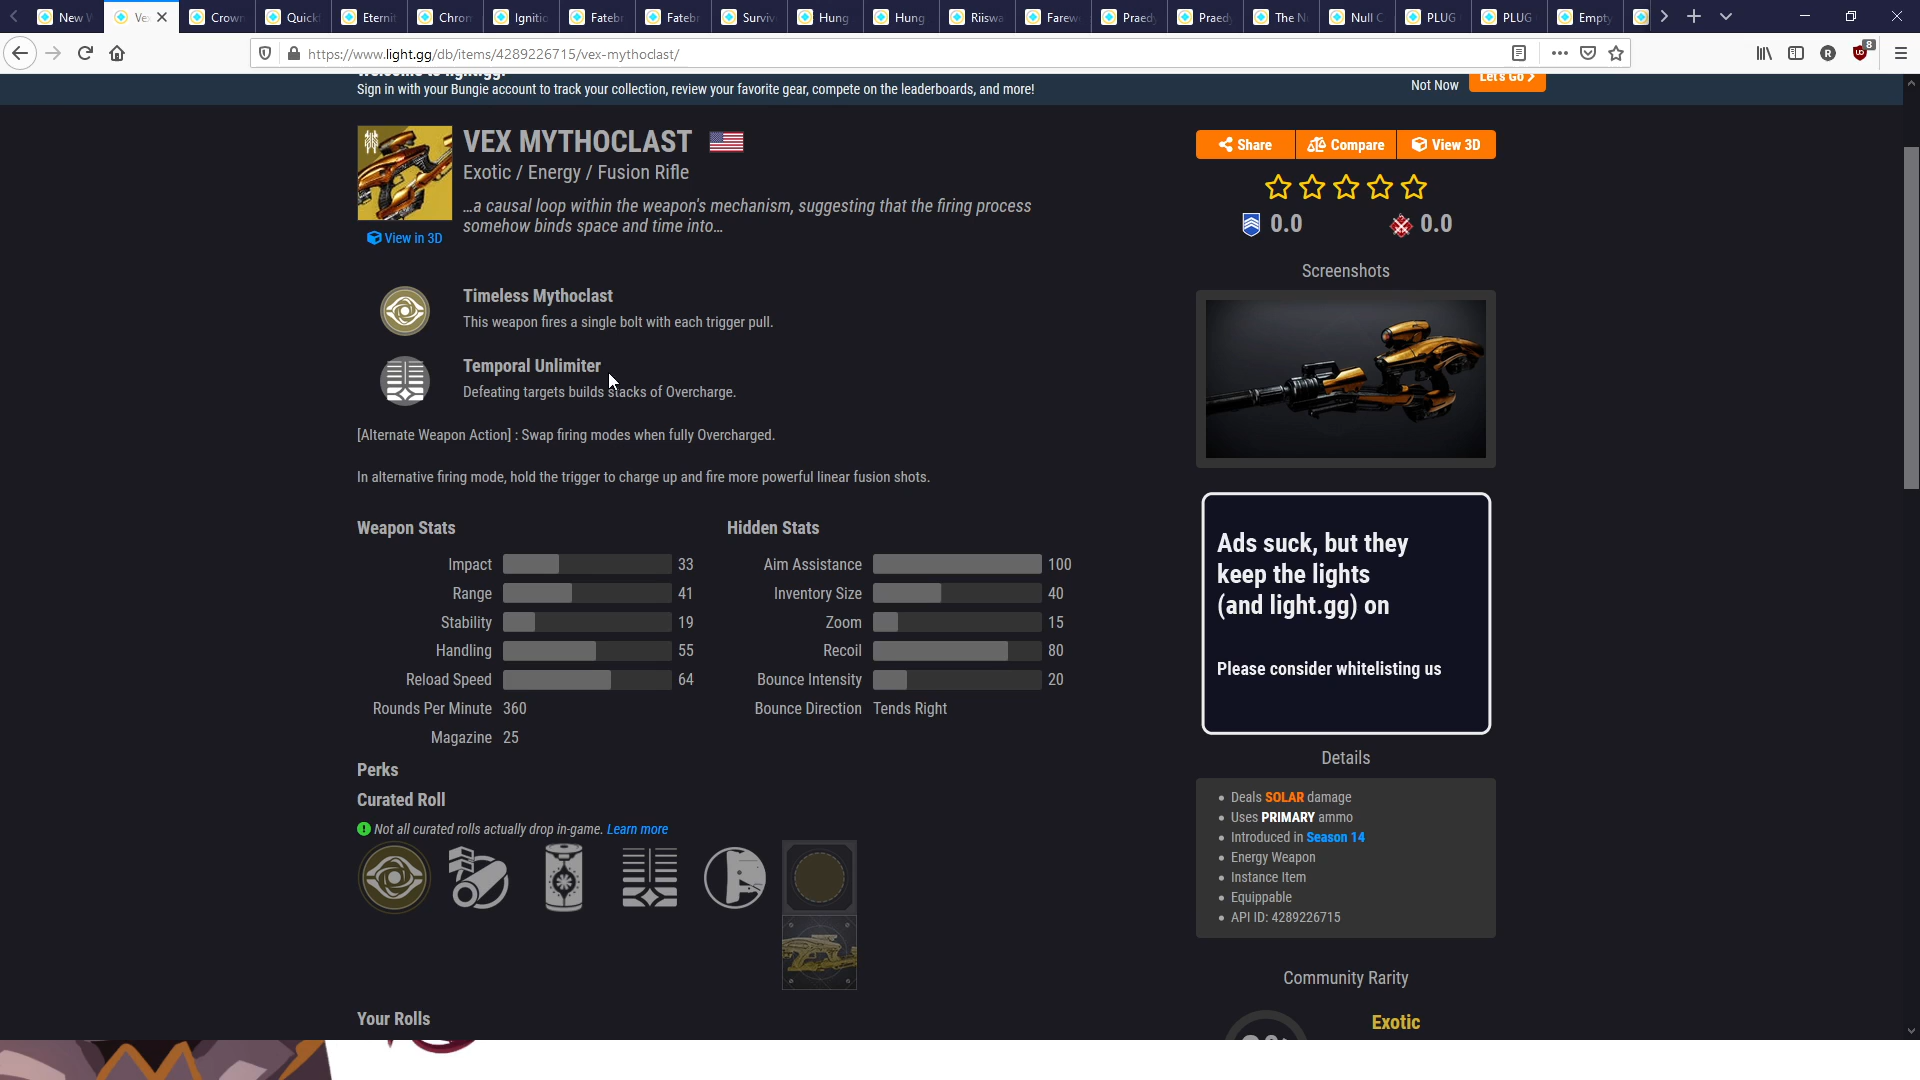 New
Vex
Crown
Quick
Eternit
Chron
Ignitio
Fatebr
Fatebr
Surviv
Hung
Hung
Riiswa
Farew
Praedy
Praedy
The N
Null C
PLUG
PLUG
Empty
https://www.light.gg/db/items/4289226715/vex-mythoclast/
8
Welcome to light.gg!
Sign in with your Bungie account to track your collection, review your favorite gear, compete on the leaderboards, and more!
Not Now
Let's Go >
VEX MYTHOCLAST
Exotic / Energy / Fusion Rifle
...a causal loop within the weapon's mechanism, suggesting that the firing process
somehow binds space and time into...
View in 3D
Share
Compare
View 3D
0.0
0.0
Timeless Mythoclast
This weapon fires a single bolt with each trigger pull.
Temporal Unlimiter
Defeating targets builds stacks of Overcharge.
[Alternate Weapon Action] : Swap firing modes when fully Overcharged.
In alternative firing mode, hold the trigger to charge up and fire more powerful linear fusion shots.
Screenshots
Weapon Stats
Impact 33
Range 41
Stability 19
Handling 55
Reload Speed 64
Rounds Per Minute 360
Magazine 25
Hidden Stats
Aim Assistance 100
Inventory Size 40
Zoom 15
Recoil 80
Bounce Intensity 20
Bounce Direction Tends Right
Ads suck, but they
keep the lights
(and light.gg) on
Please consider whitelisting us
Perks
Curated Roll
Not all curated rolls actually drop in-game. Learn more
Your Rolls
Details
Deals SOLAR damage
Uses PRIMARY ammo
Introduced in Season 14
Energy Weapon
Instance Item
Equippable
API ID: 4289226715
Community Rarity
Exotic